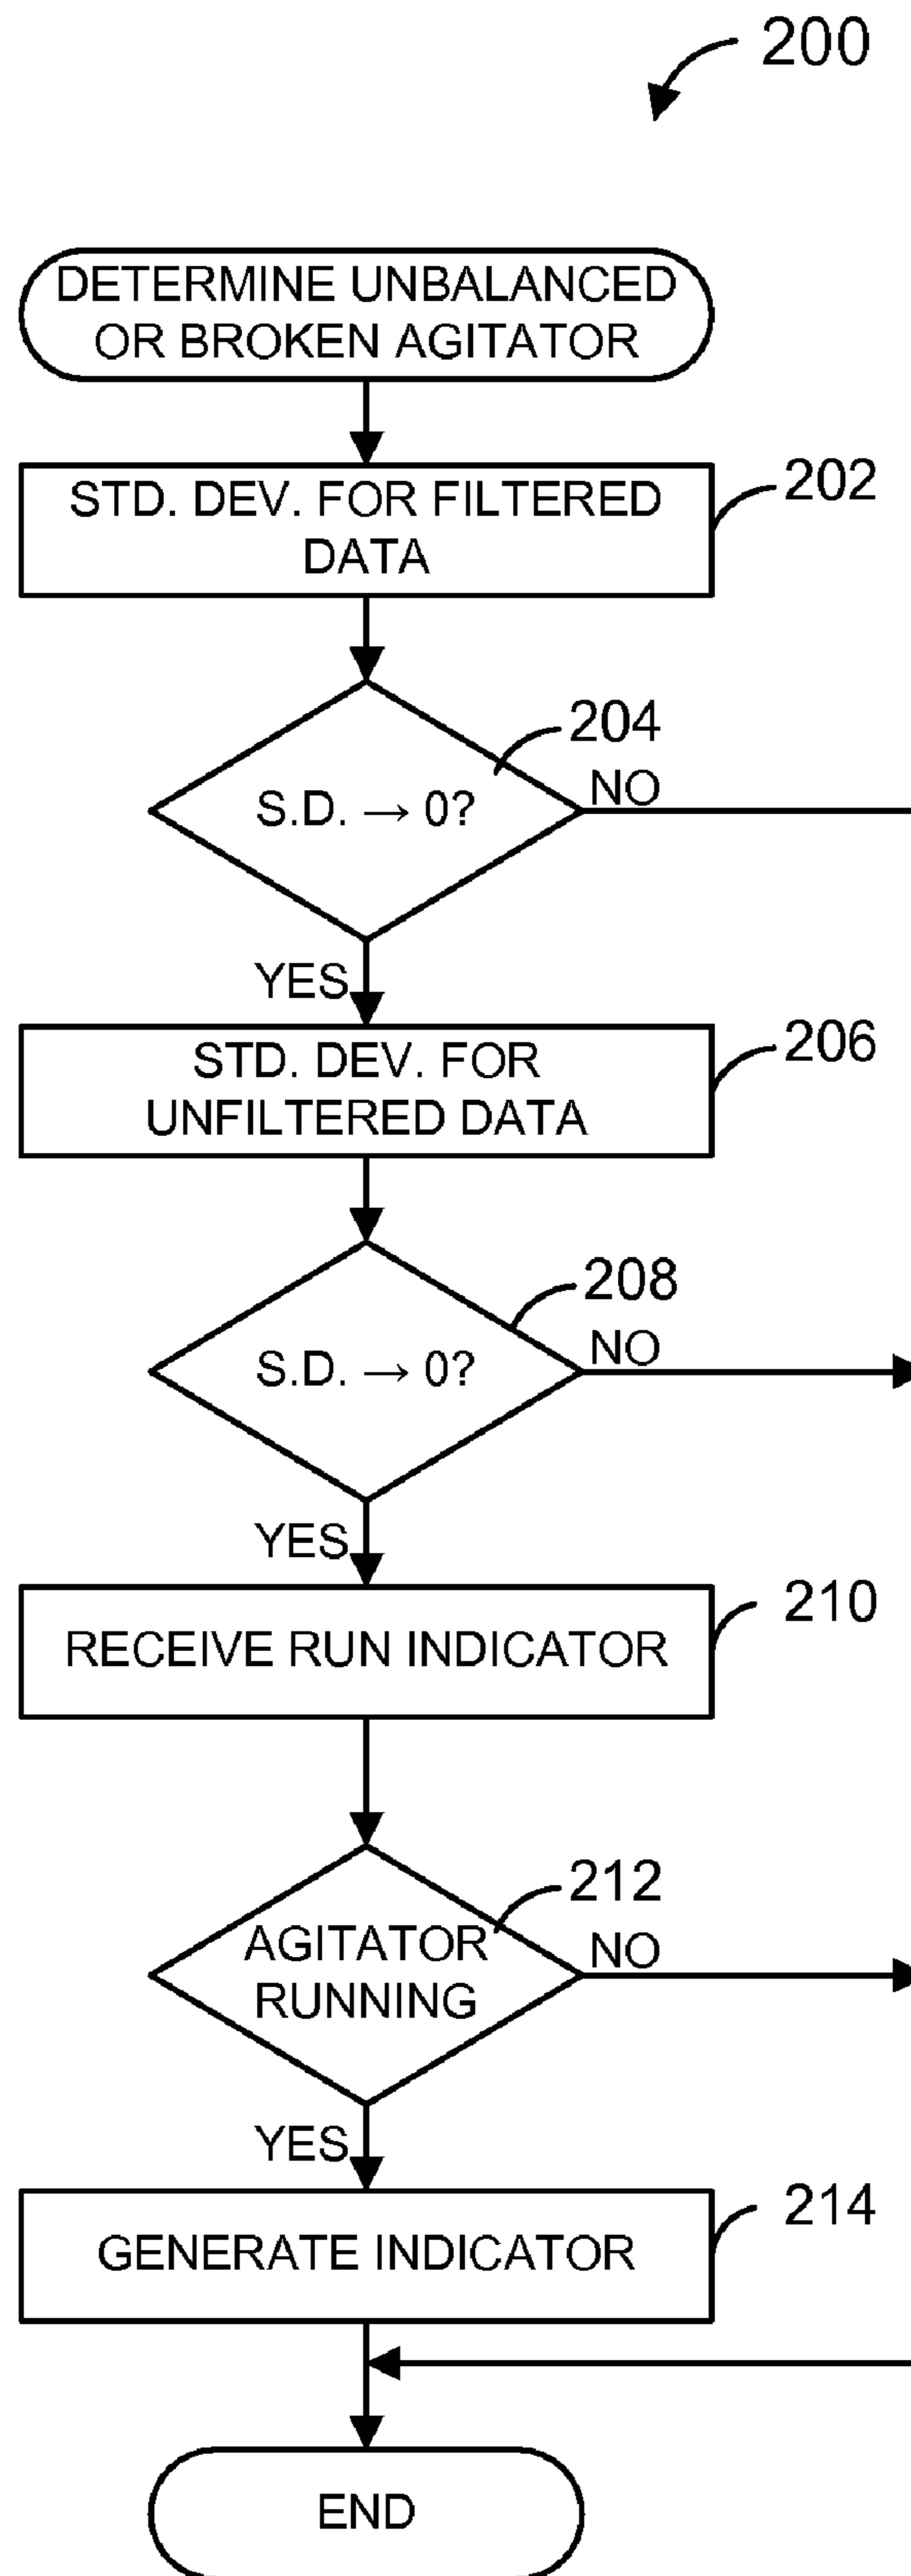 200
DETERMINE UNBALANCED
OR BROKEN AGITATOR
STD. DEV. FOR FILTERED
DATA
202
204
S.D. → 0?
NO
YES
STD. DEV. FOR
UNFILTERED DATA
206
208
S.D. → 0?
NO
YES
RECEIVE RUN INDICATOR
210
212
AGITATOR
RUNNING
NO
YES
GENERATE INDICATOR
214
END